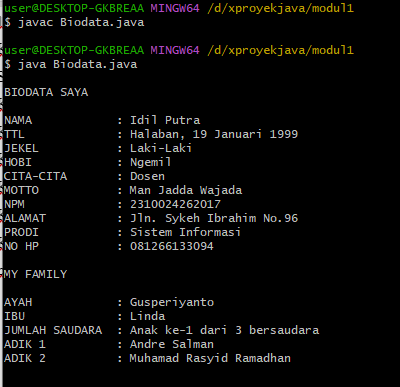 user@DESKTOP-GKBREAA MINGW64 /d/xproyekjava/modul1
$ javac Biodata.java
user@DESKTOP-GKBREAA MINGW64 /d/xproyekjava/modul1
$ java Biodata.java
BIODATA SAYA
NAMA : Idil Putra
TTL : Halaban, 19 Januari 1999
JEKEL : Laki-Laki
HOBI : Ngemil
CITA-CITA : Dosen
MOTTO : Man Jadda Wajada
NPM : 2310024262017
ALAMAT : Jln. Sykeh Ibrahim No.96
PRODI : Sistem Informasi
NO HP : 081266133094
MY FAMILY
AYAH : Gusperiyanto
IBU : Linda
JUMLAH SAUDARA : Anak ke-1 dari 3 bersaudara
ADIK 1 : Andre Salman
ADIK 2 : Muhamad Rasyid Ramadhan